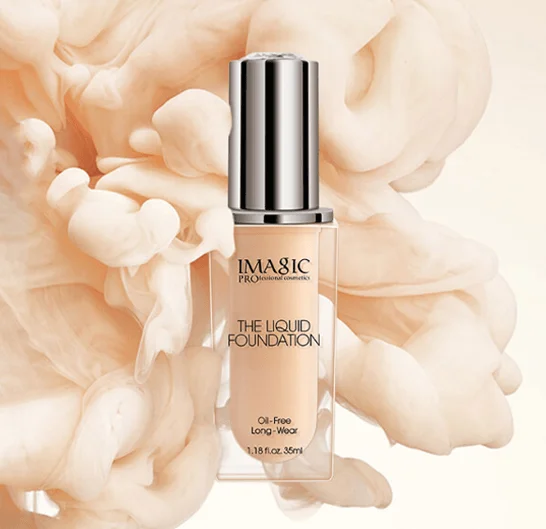 IMAGIC
PROfessional cosmetics
THE LIQUID
FOUNDATION
Oil-Free
Long-Wear
1.18 fl.oz. 35ml